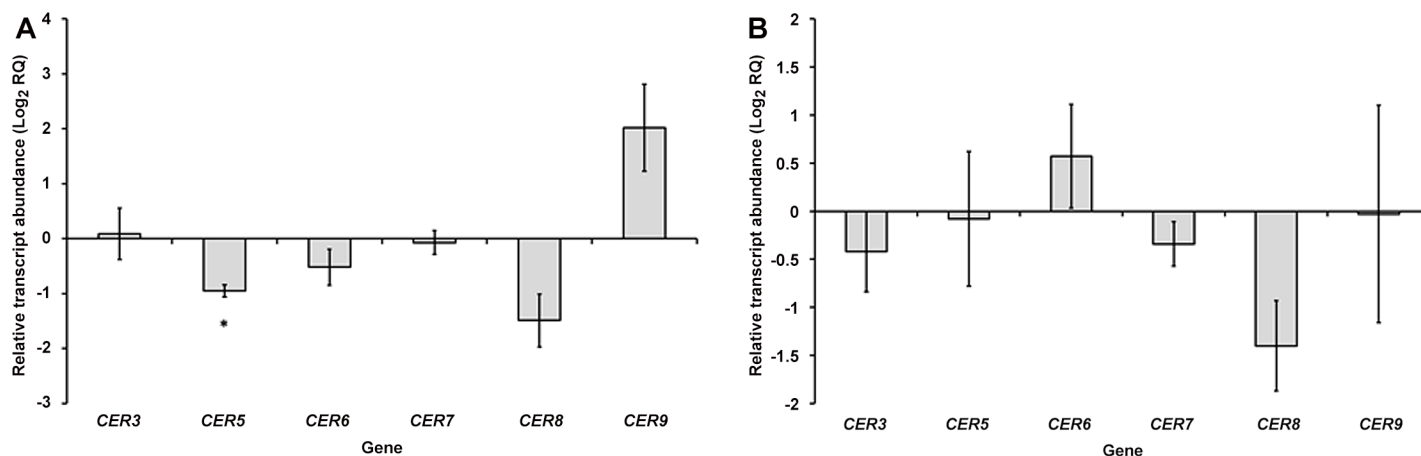 A
Relative transcript abundance (Log2 RQ)
4
3
2
1
0
-1
-2
-3
*
CER3 CER5 CER6 CER7 CER8 CER9
Gene
B
Relative transcript abundance (Log2 RQ)
2
1.5
1
0.5
0
-0.5
-1
-1.5
-2
CER3 CER5 CER6 CER7 CER8 CER9
Gene